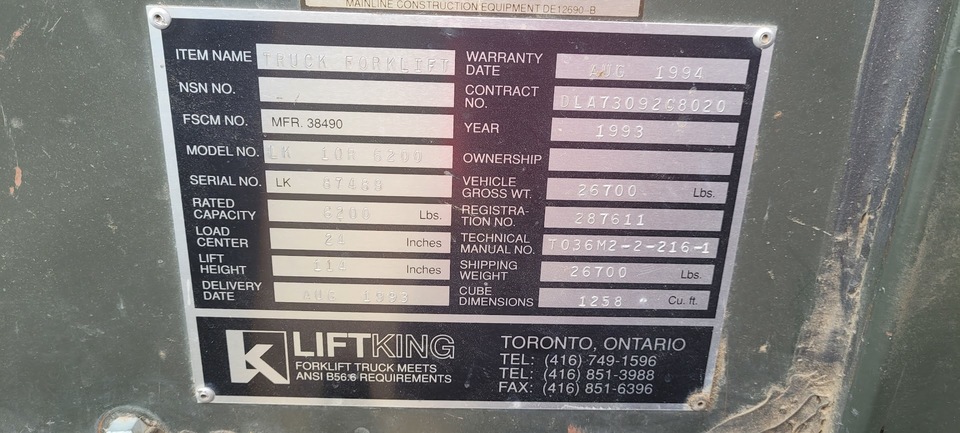 MAINLINE CONSTRUCTION EQUIPMENT DE12690-B
ITEM NAME TRUCK FORKLIFT
NSN NO.
FSCM NO. MFR. 38490
MODEL NO. LK 10R 6200
SERIAL NO. LK
RATED CAPACITY 6200 Lbs.
LOAD CENTER 24 Inches
LIFT HEIGHT 114 Inches
DELIVERY DATE AUG 1993
WARRANTY DATE AUG 1994
CONTRACT NO. DLA73092C8020
YEAR 1993
OWNERSHIP
VEHICLE GROSS WT. 26700 Lbs.
REGISTRATION NO. 287611
TECHNICAL MANUAL NO. TO36M2-2-216-1
SHIPPING WEIGHT 26700 Lbs.
CUBE DIMENSIONS 1258 Cu. ft.
K LIFTKING
FORKLIFT TRUCK MEETS
ANSI B56:6 REQUIREMENTS
TORONTO, ONTARIO
TEL: (416) 749-1596
TEL: (416) 851-3988
FAX: (416) 851-6396